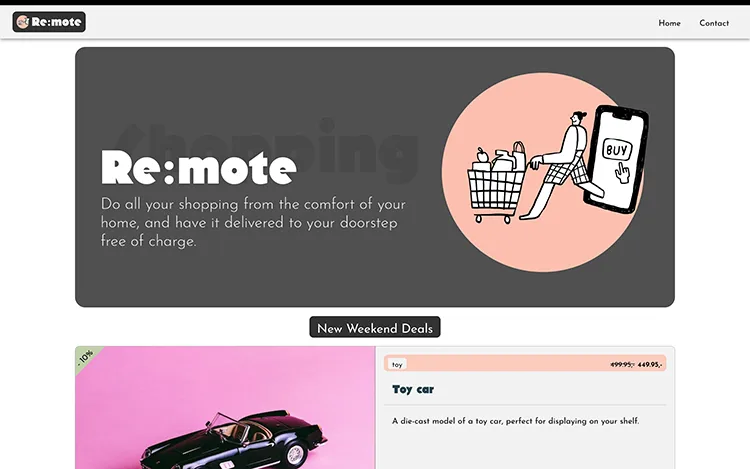 Re:mote
Home
Contact
Shopping
Re:mote
Do all your shopping from the comfort of your
home, and have it delivered to your doorstep
free of charge.
BUY
New Weekend Deals
- 10%
toy
499.95,- 449.95,-
Toy car
A die-cast model of a toy car, perfect for displaying on your shelf.